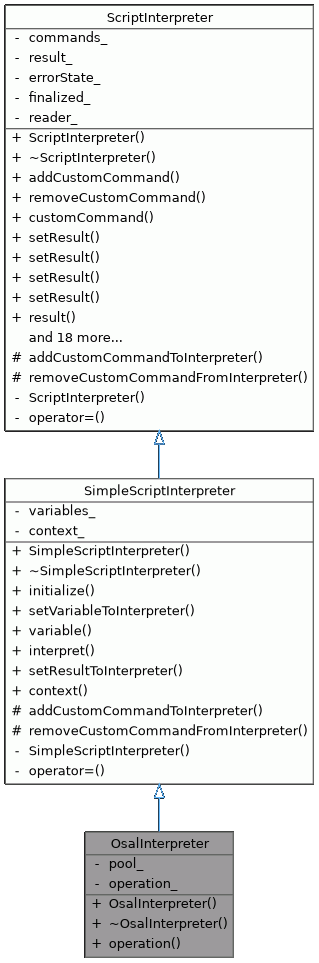 ScriptInterpreter
- commands_
- result_
- errorState_
- finalized_
- reader_
+ ScriptInterpreter()
+ ~ScriptInterpreter()
+ addCustomCommand()
+ removeCustomCommand()
+ customCommand()
+ setResult()
+ setResult()
+ setResult()
+ setResult()
+ result()
and 18 more...
# addCustomCommandToInterpreter()
# removeCustomCommandFromInterpreter()
- ScriptInterpreter()
- operator=()
SimpleScriptInterpreter
- variables_
- context_
+ SimpleScriptInterpreter()
+ ~SimpleScriptInterpreter()
+ initialize()
+ setVariableToInterpreter()
+ variable()
+ interpret()
+ setResultToInterpreter()
+ context()
# addCustomCommandToInterpreter()
# removeCustomCommandFromInterpreter()
- SimpleScriptInterpreter()
- operator=()
OsalInterpreter
- pool_
- operation_
+ OsalInterpreter()
+ ~OsalInterpreter()
+ operation()